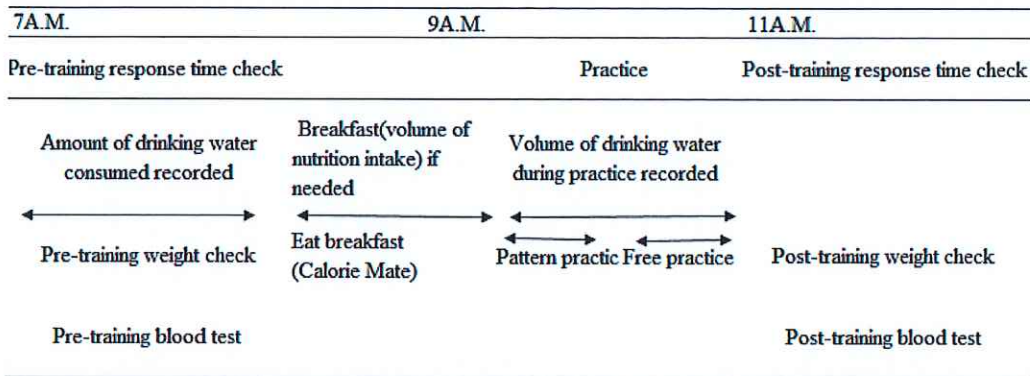 7A.M. 9A.M. 11A.M.
Pre-training response time check Practice Post-training response time check
Amount of drinking water
consumed recorded
Breakfast(volume of
nutrition intake) if
needed
Volume of drinking water
during practice recorded
Pre-training weight check
Eat breakfast
(Calorie Mate)
Pattern practic Free practice
Post-training weight check
Pre-training blood test Post-training blood test